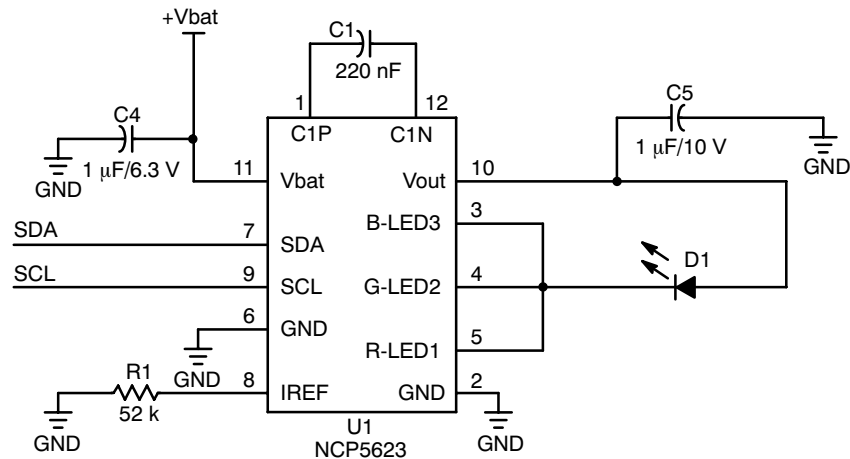 +Vbat
C1
220 nF
1
12
C4
C5
C1P
C1N
1 μF/6.3 V
1 μF/10 V
GND
11
Vbat
Vout
10
GND
3
B-LED3
SDA
7
SDA
SCL
9
SCL
G-LED2
4
D1
6
GND
R-LED1
5
GND
R1
8
IREF
GND
2
52 k
GND
U1
GND
NCP5623